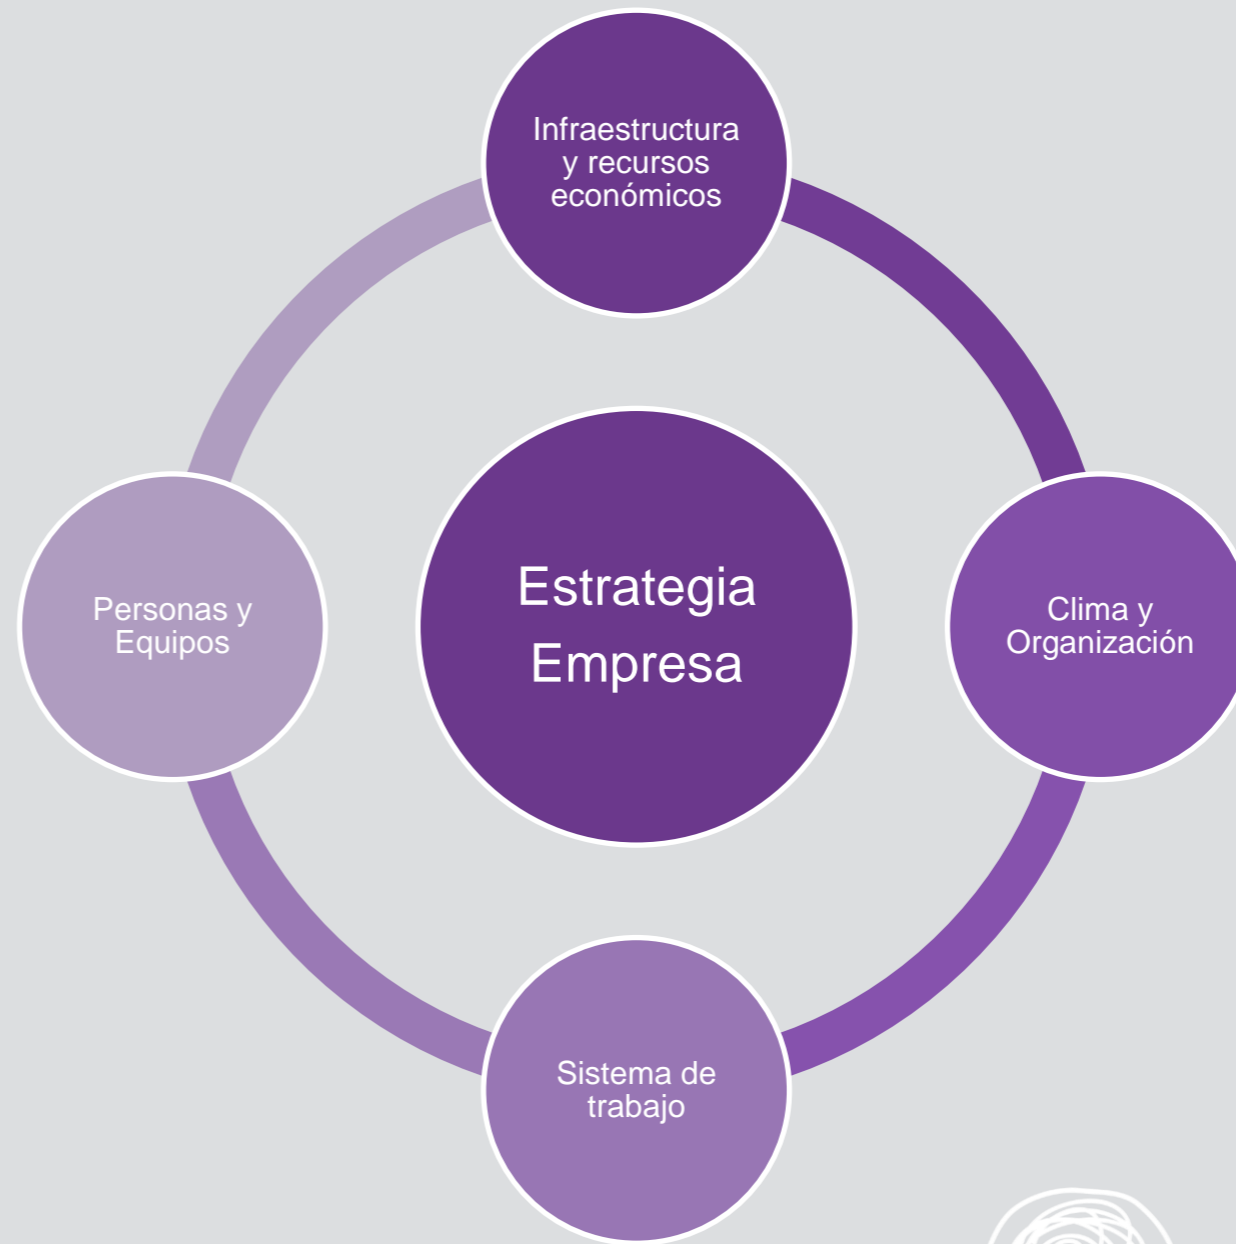 Infraestructura
y recursos
económicos
Personas y
Equipos
Estrategia
Empresa
Clima y
Organización
Sistema de
trabajo